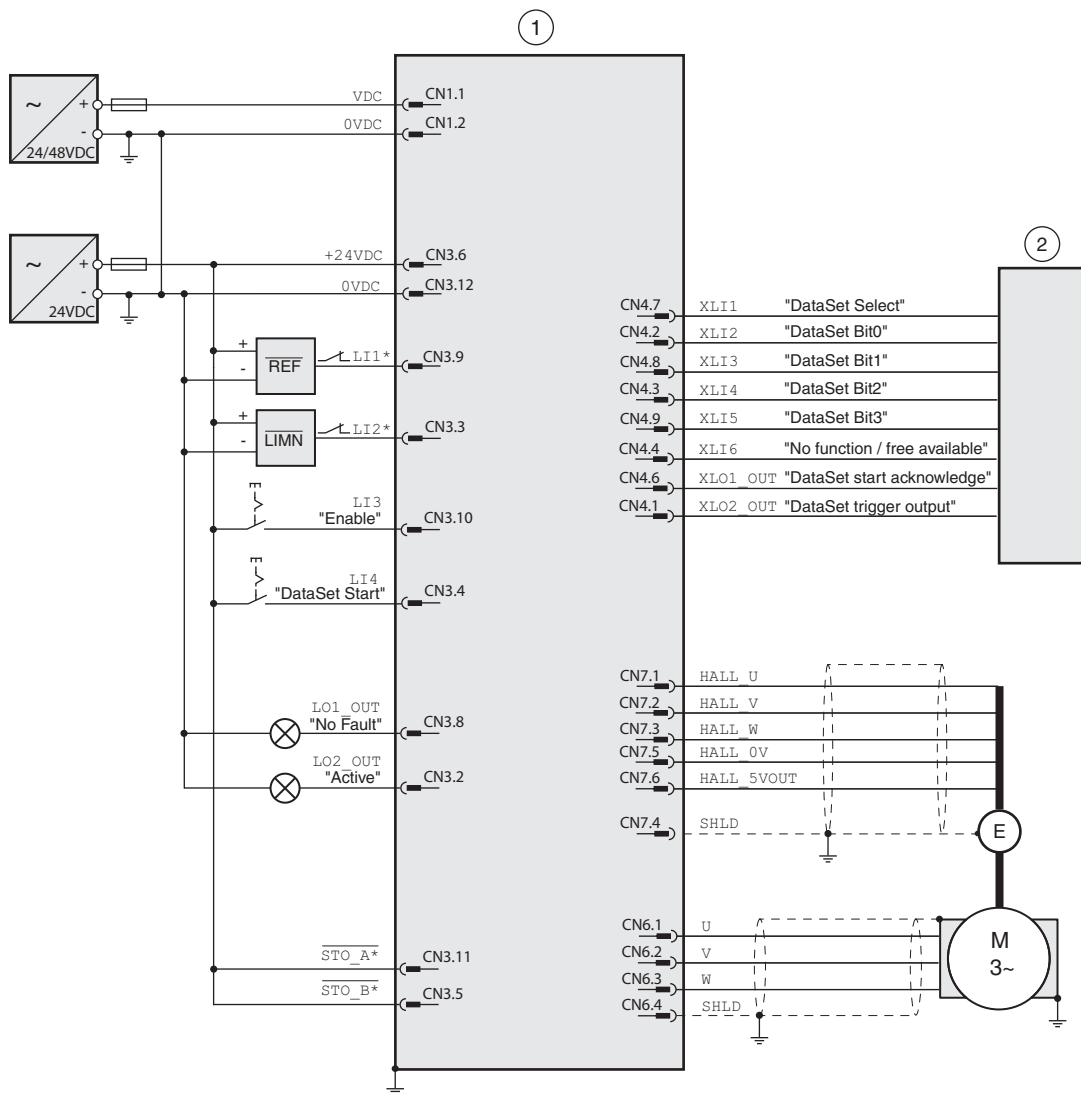 1
~
+
-
24/48VDC
VDC
CN1.1
0VDC
CN1.2
~
+
-
24VDC
+24VDC
CN3.6
0VDC
CN3.12
+
-
REF
LI1*
CN3.9
+
-
LIMN
LI2*
CN3.3
LI3
"Enable"
CN3.10
LI4
"DataSet Start"
CN3.4
LO1_OUT
"No Fault"
CN3.8
LO2_OUT
"Active"
CN3.2
STO_A*
CN3.11
STO_B*
CN3.5
2
CN4.7 XLI1 "DataSet Select"
CN4.2 XLI2 "DataSet Bit0"
CN4.8 XLI3 "DataSet Bit1"
CN4.3 XLI4 "DataSet Bit2"
CN4.9 XLI5 "DataSet Bit3"
CN4.4 XLI6 "No function / free available"
CN4.6 XLO1_OUT "DataSet start acknowledge"
CN4.1 XLO2_OUT "DataSet trigger output"
CN7.1 HALL_U
CN7.2 HALL_V
CN7.3 HALL_W
CN7.5 HALL_0V
CN7.6 HALL_5VOUT
CN7.4 SHLD
E
CN6.1 U
CN6.2 V
CN6.3 W
CN6.4 SHLD
M
3~